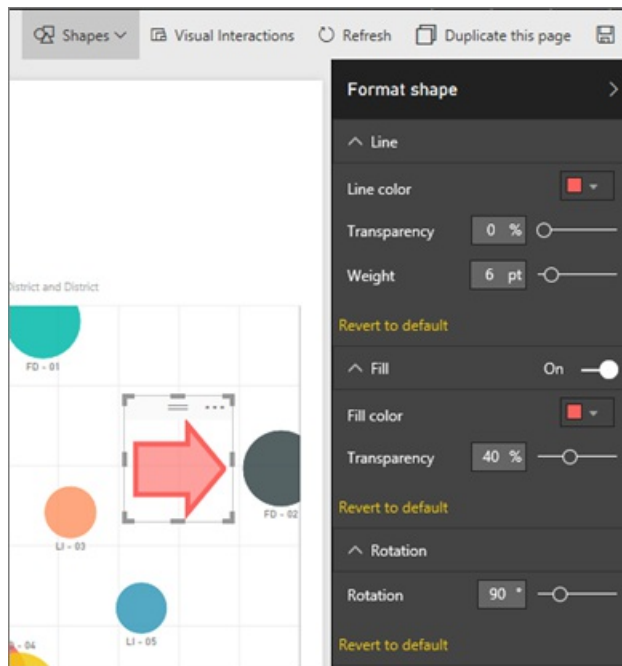 Shapes Visual Interactions Refresh Duplicate this page
Format shape
Line
Line color
Transparency 0 %
Weight 6 pt
Revert to default
Fill On
Fill color
Transparency 40 %
Revert to default
Rotation
Rotation 90 °
Revert to default
District and District
FD - 01
FD - 02
LI - 03
- 04
LI - 05